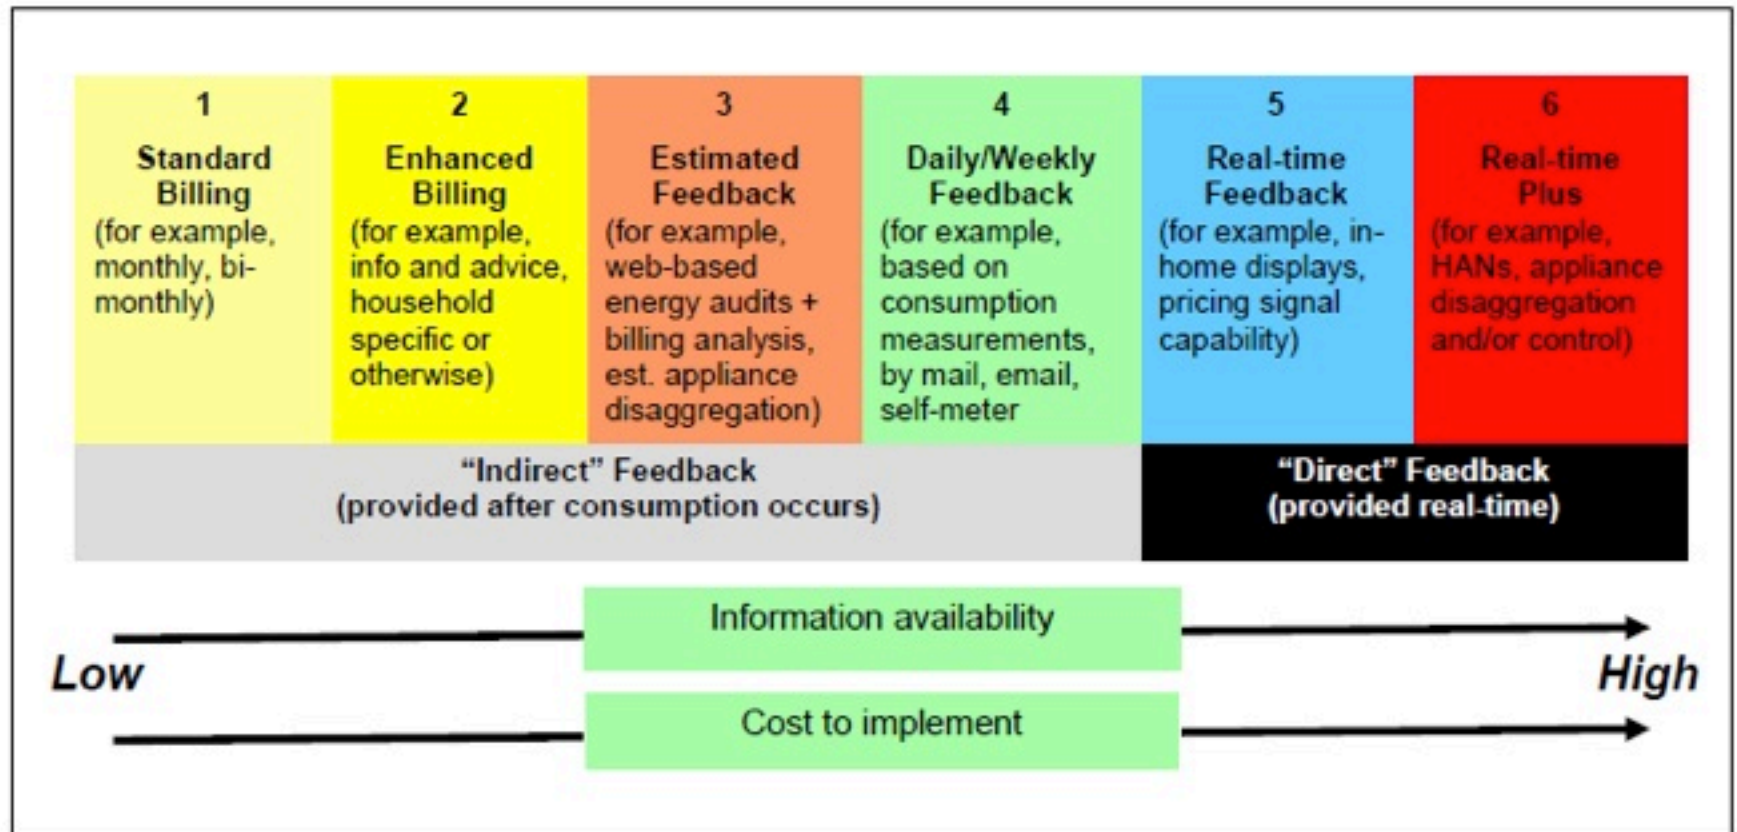 1
Standard
Billing
(for example,
monthly, bi-
monthly)
2
Enhanced
Billing
(for example,
info and advice,
household
specific or
otherwise)
3
Estimated
Feedback
(for example,
web-based
energy audits +
billing analysis,
est. appliance
disaggregation)
4
Daily/Weekly
Feedback
(for example,
based on
consumption
measurements,
by mail, email,
self-meter
5
Real-time
Feedback
(for example, in-
home displays,
pricing signal
capability)
6
Real-time
Plus
(for example,
HANs, appliance
disaggregation
and/or control)
“Indirect” Feedback
(provided after consumption occurs)
“Direct” Feedback
(provided real-time)
Information availability
Low
High
Cost to implement